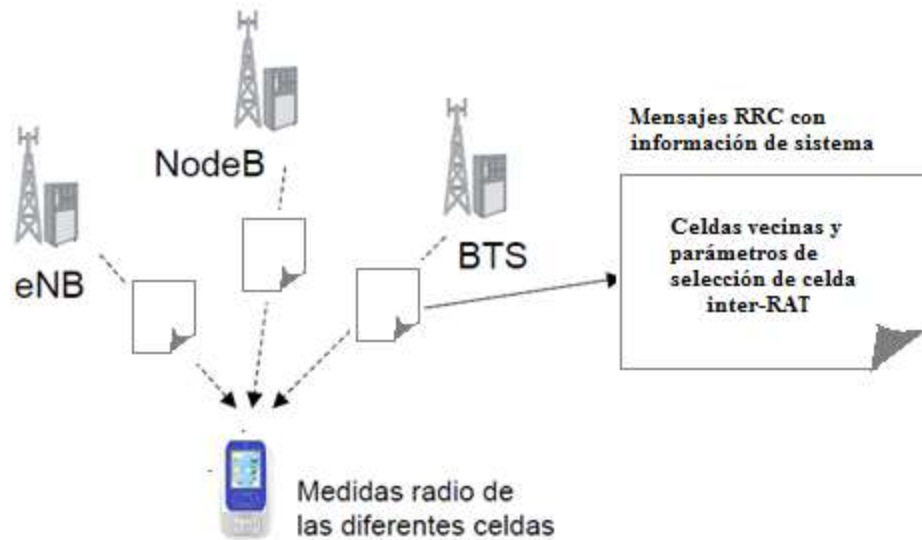 NodeB
eNB
BTS
Mensajes RRC con
información de sistema
Celdas vecinas y
parámetros de
selección de celda
inter-RAT
Medidas radio de
las diferentes celdas